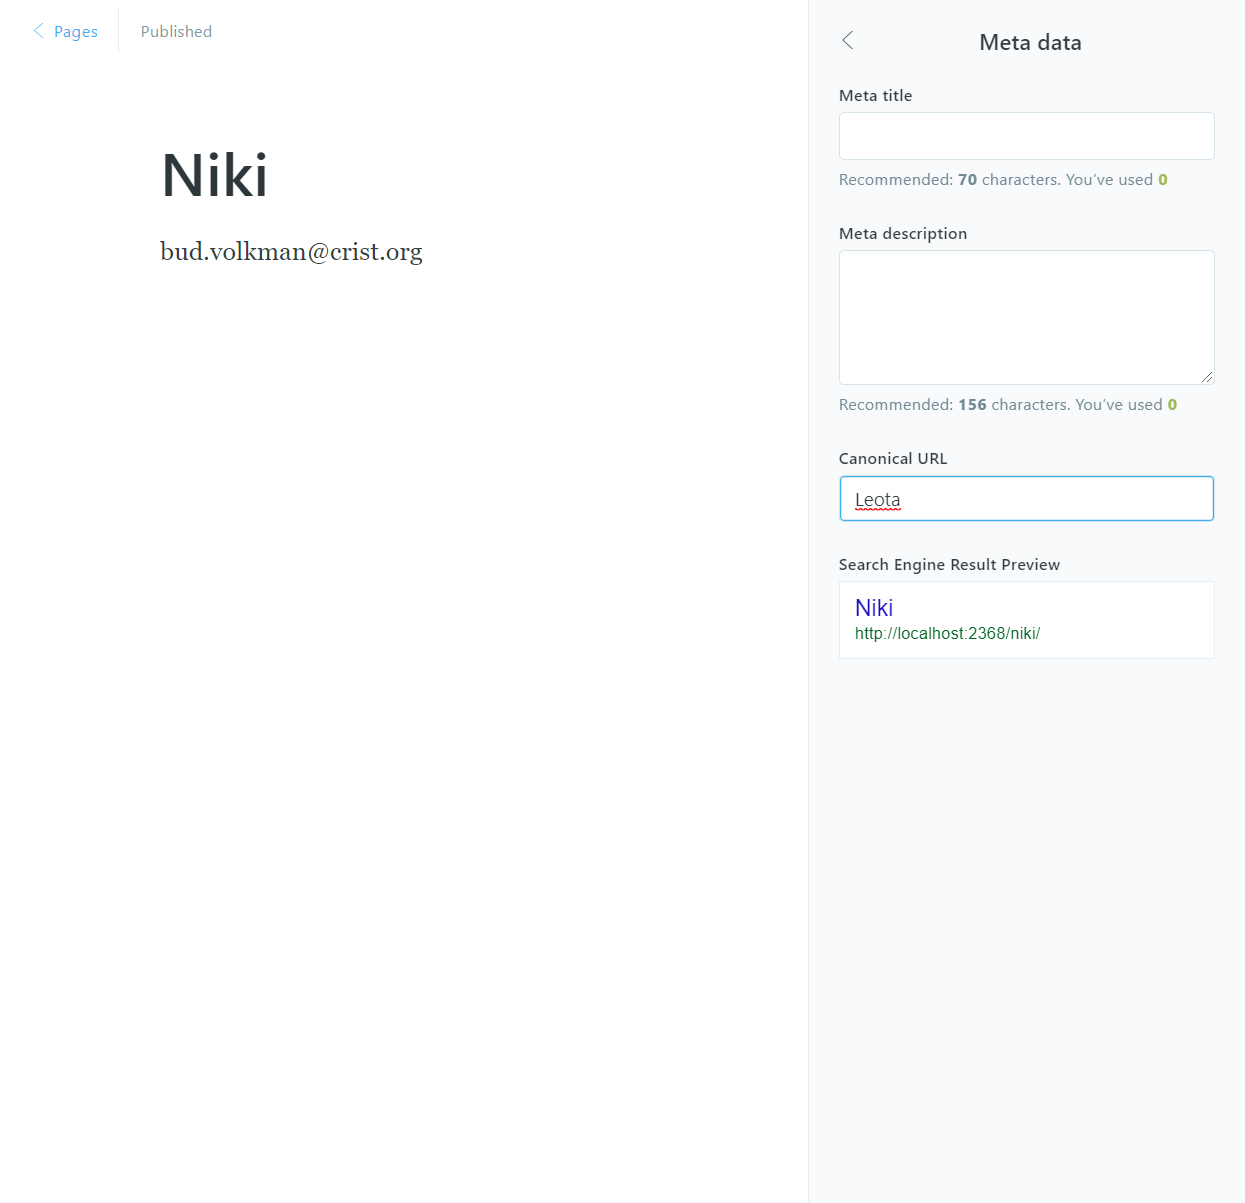 Pages
Published
Niki
bud.volkman@crist.org
Meta data
Meta title
Recommended: 70 characters. You’ve used 0
Meta description
Recommended: 156 characters. You’ve used 0
Canonical URL
Leota
Search Engine Result Preview
Niki
http://localhost:2368/niki/